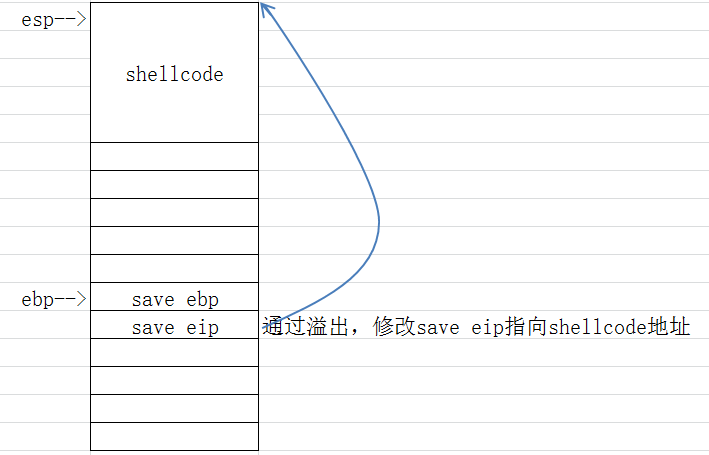 esp-->
shellcode
ebp-->
save ebp
save eip
通过溢出，修改save eip指向shellcode地址